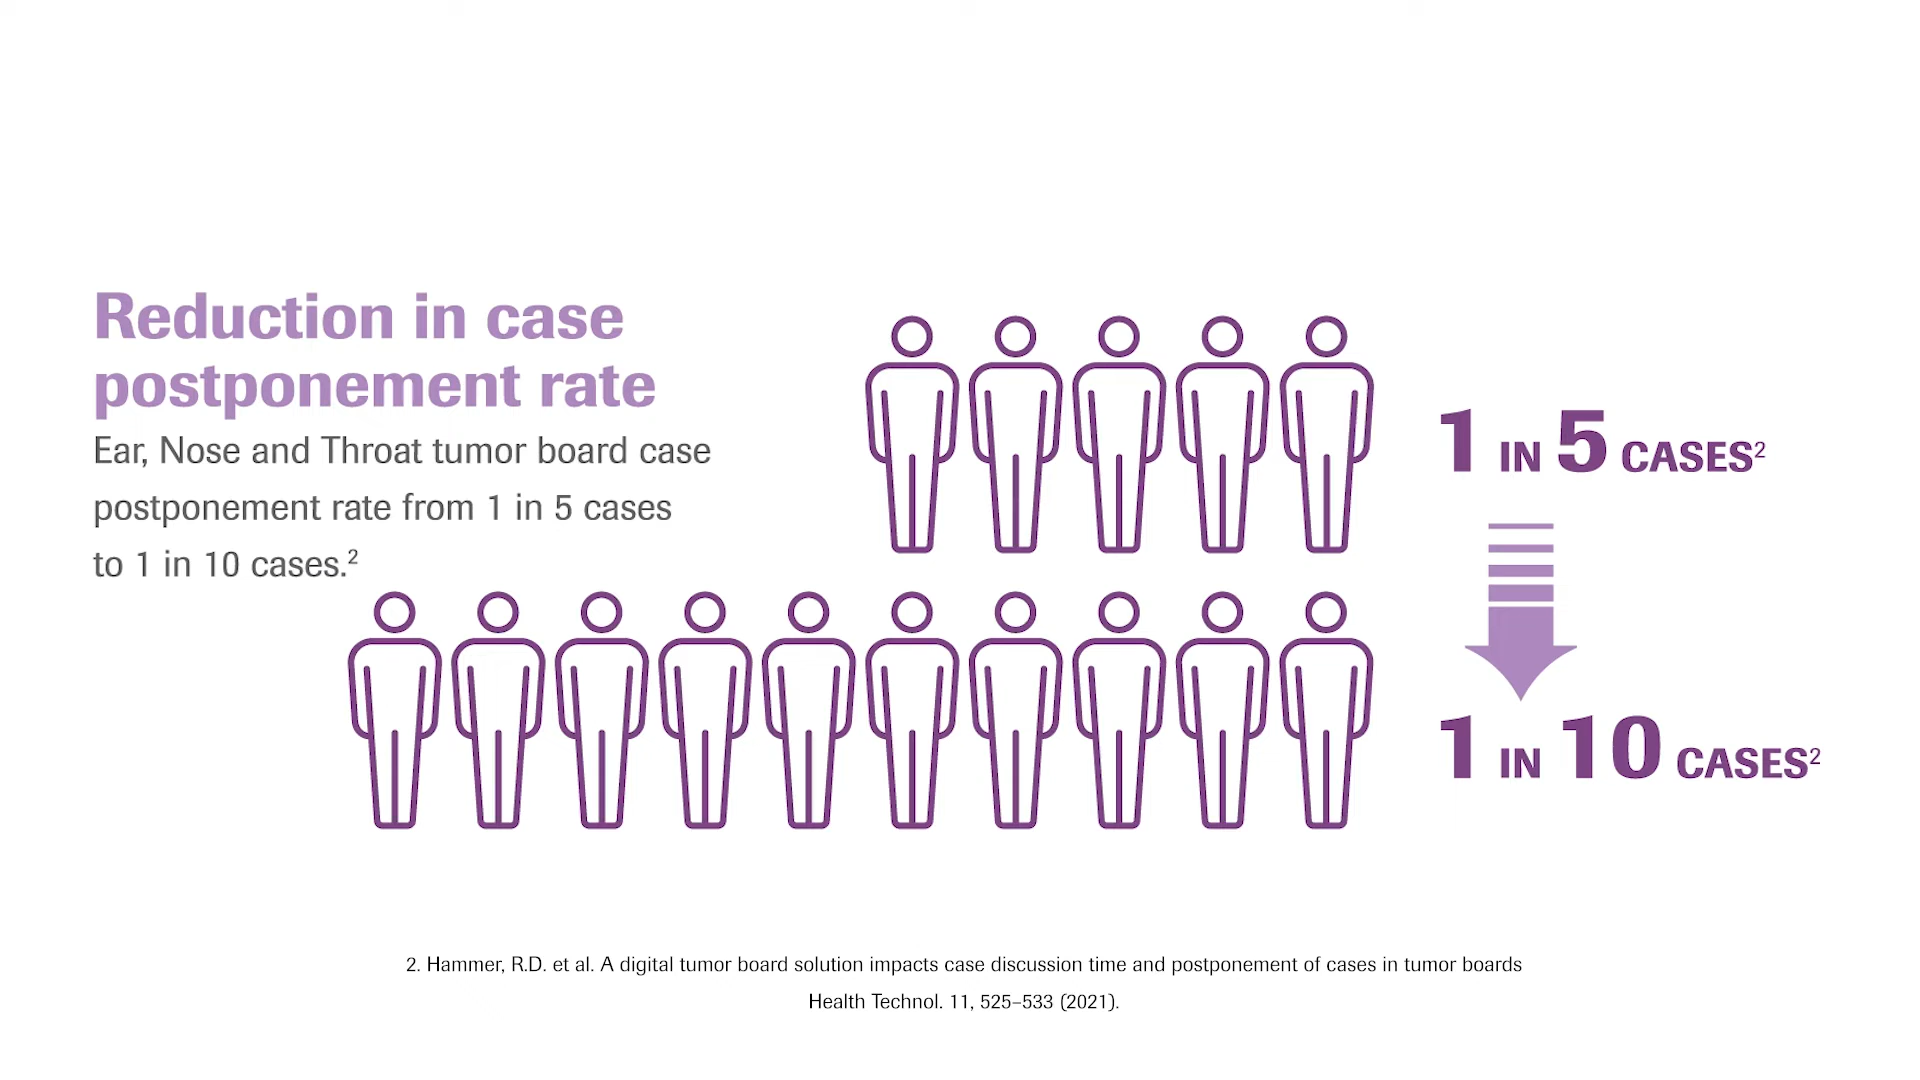 Reduction in case
postponement rate
Ear, Nose and Throat tumor board case
postponement rate from 1 in 5 cases
to 1 in 10 cases.²
1 IN 5 CASES²
1 IN 10 CASES²
2. Hammer, R.D. et al. A digital tumor board solution impacts case discussion time and postponement of cases in tumor boards
Health Technol. 11, 525–533 (2021).